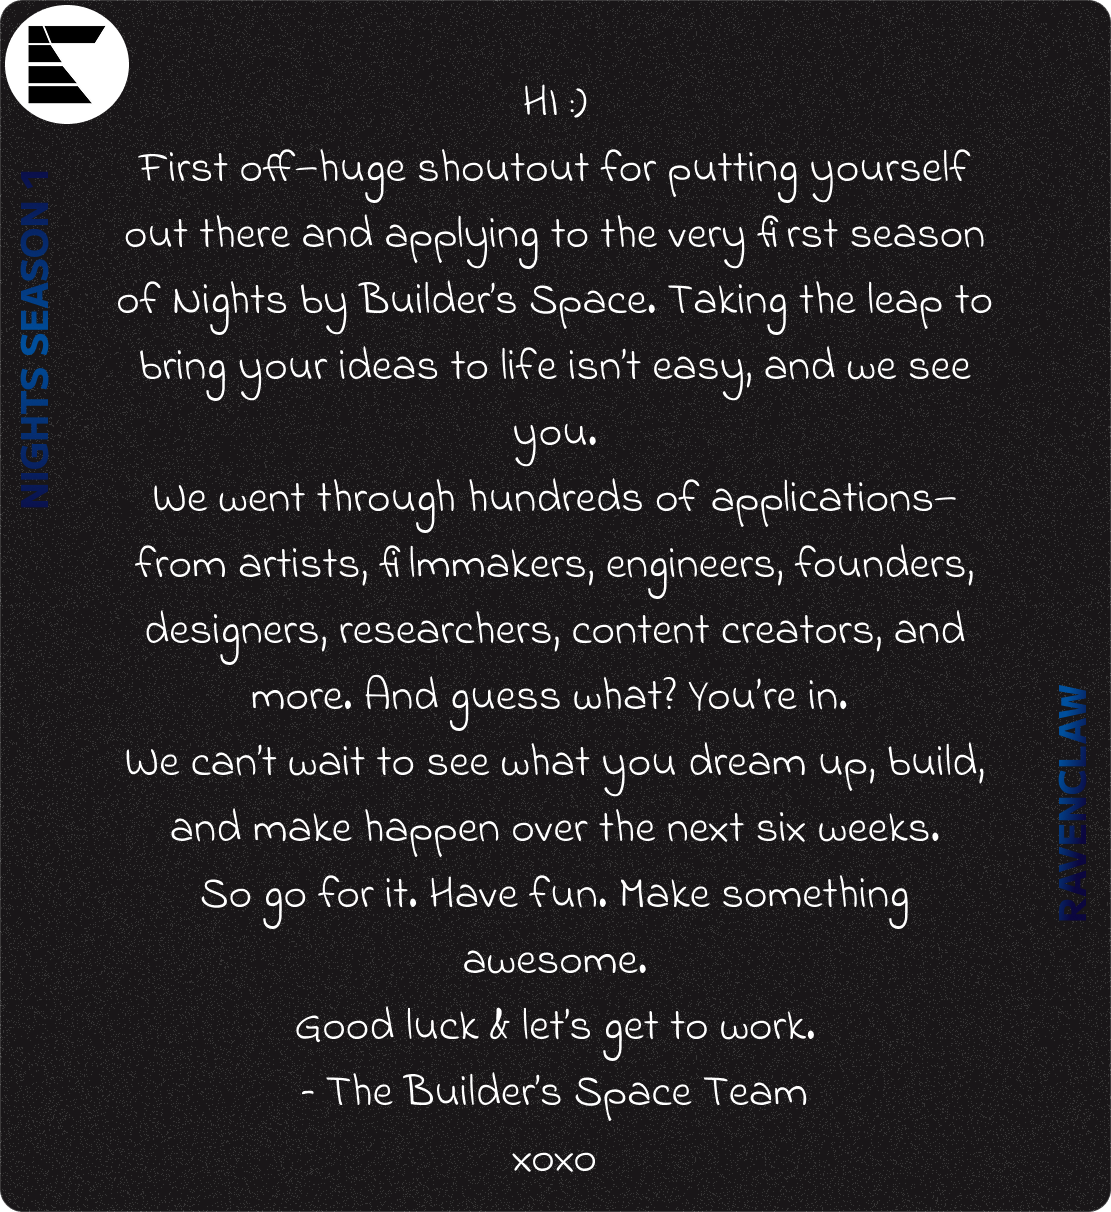 Hi :)
First off—huge shoutout for putting yourself
out there and applying to the very first season
of Nights by Builder's Space. Taking the leap to
bring your ideas to life isn't easy, and we see
you.
We went through hundreds of applications—
from artists, filmmakers, engineers, founders,
designers, researchers, content creators, and
more. And guess what? You're in.
We can't wait to see what you dream up, build,
and make happen over the next six weeks.
So go for it. Have fun. Make something
awesome.
Good luck & let's get to work.
- The Builder's Space Team
xoxo
NIGHTS SEASON 1
RAVENCLAW